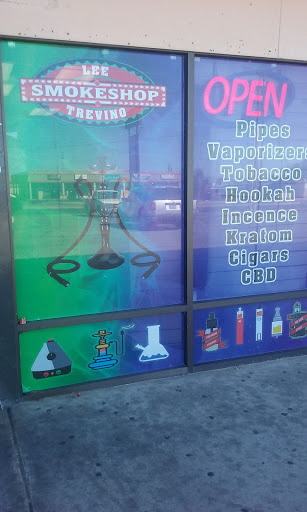 LEE
SMOKESHOP
TREVINO
OPEN
Pipes
Vaporizers
Tobacco
Hookah
Incence
Kratom
Cigars
CBD